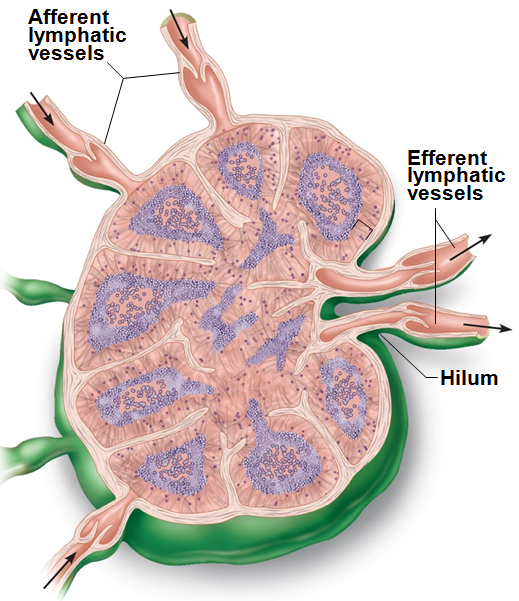 Afferent
lymphatic
vessels
Efferent
lymphatic
vessels
Hilum